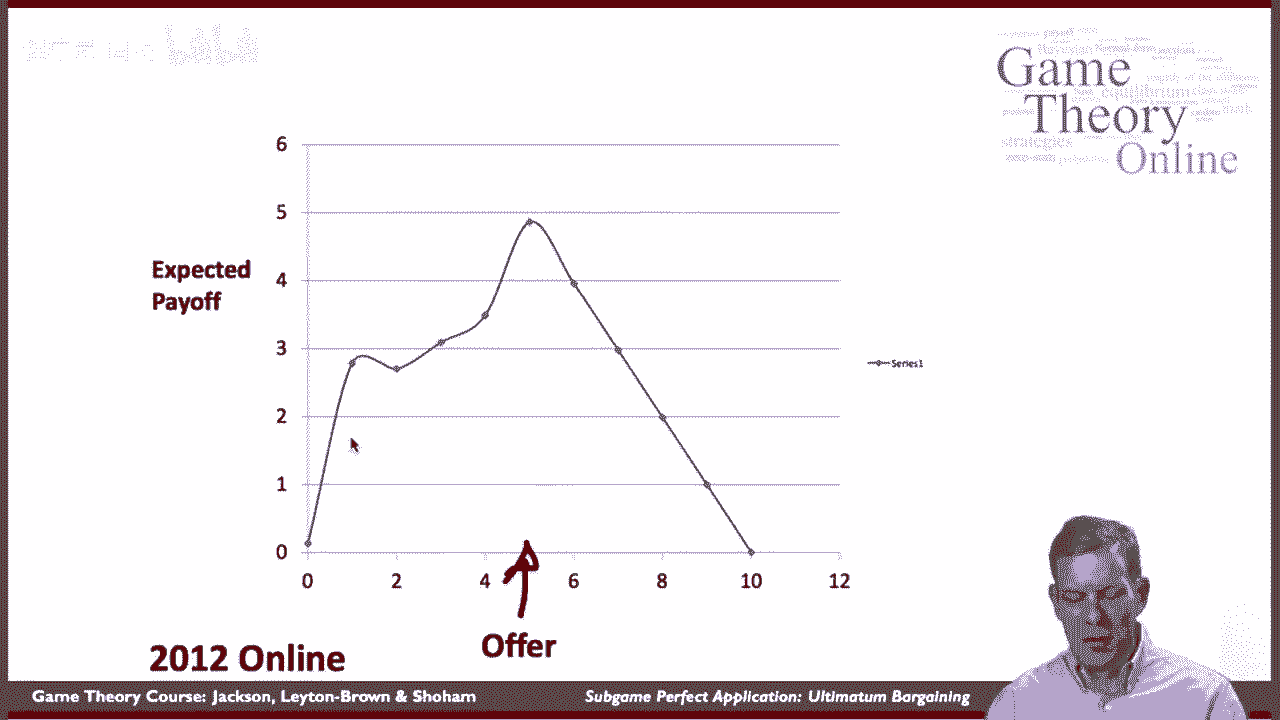 Game
Theory
Online
6
5
Expected
Payoff
4
3
Series1
2
1
0
0
2
4
6
8
10
12
2012 Online
Offer
Game Theory Course: Jackson, Leyton-Brown & Shoham
Subgame Perfect Application: Ultimatum Bargaining